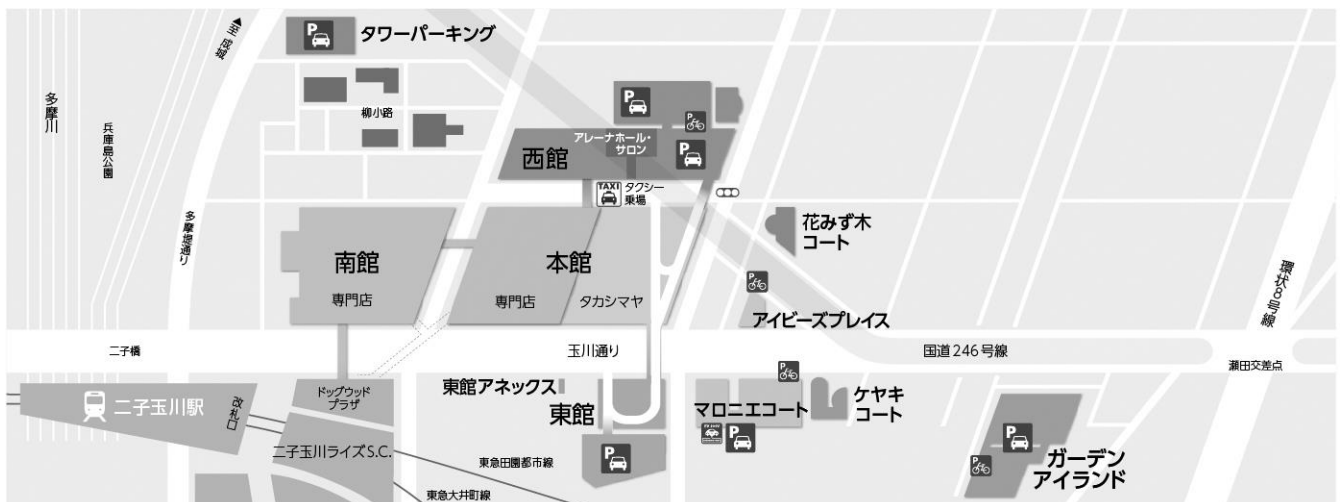 ▲至 狛江
P
タワーパーキング
多摩川
兵庫島公園
柳小路
P
P
アレーナホール・
サロン
P
西館
TAXI
タクシー
乗場
多摩堤通り
花みず木
コート
南館
本館
環状8号線
P
専門店
専門店
タカシマヤ
アイビーズプレイス
二子橋
玉川通り
国道246号線
瀬田交差点
P
ドッグウッド
プラザ
東館アネックス
ケヤキ
コート
二子玉川駅
改札口
東館
マロニエコート
P
P
二子玉川ライズS.C.
P
ガーデン
アイランド
P
東急田園都市線
東急大井町線